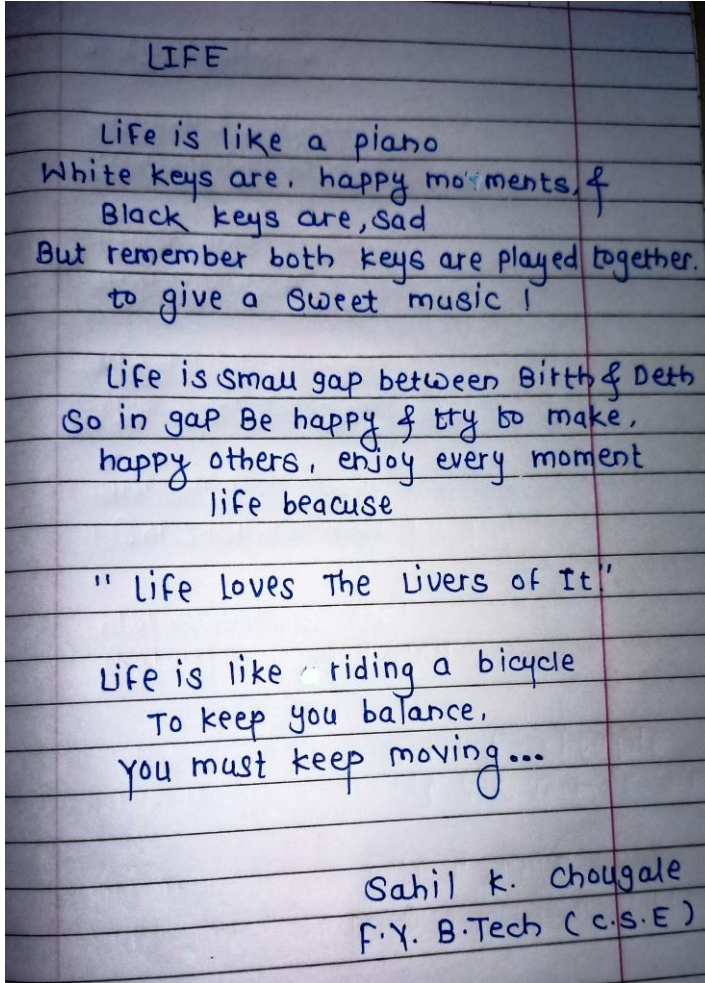 LIFE
Life is like a piano
White keys are, happy moments, &
Black keys are, sad
But remember both keys are played together.
to give a sweet music !
Life is small gap between Birth & Deth
So in gap Be happy & try to make,
happy others, enjoy every moment
life beacuse
" Life Loves The Livers of It."
Life is like riding a bicycle
To keep you balance,
You must keep moving...
Sahil K. Chougale
F.Y. B.Tech ( C.S.E )